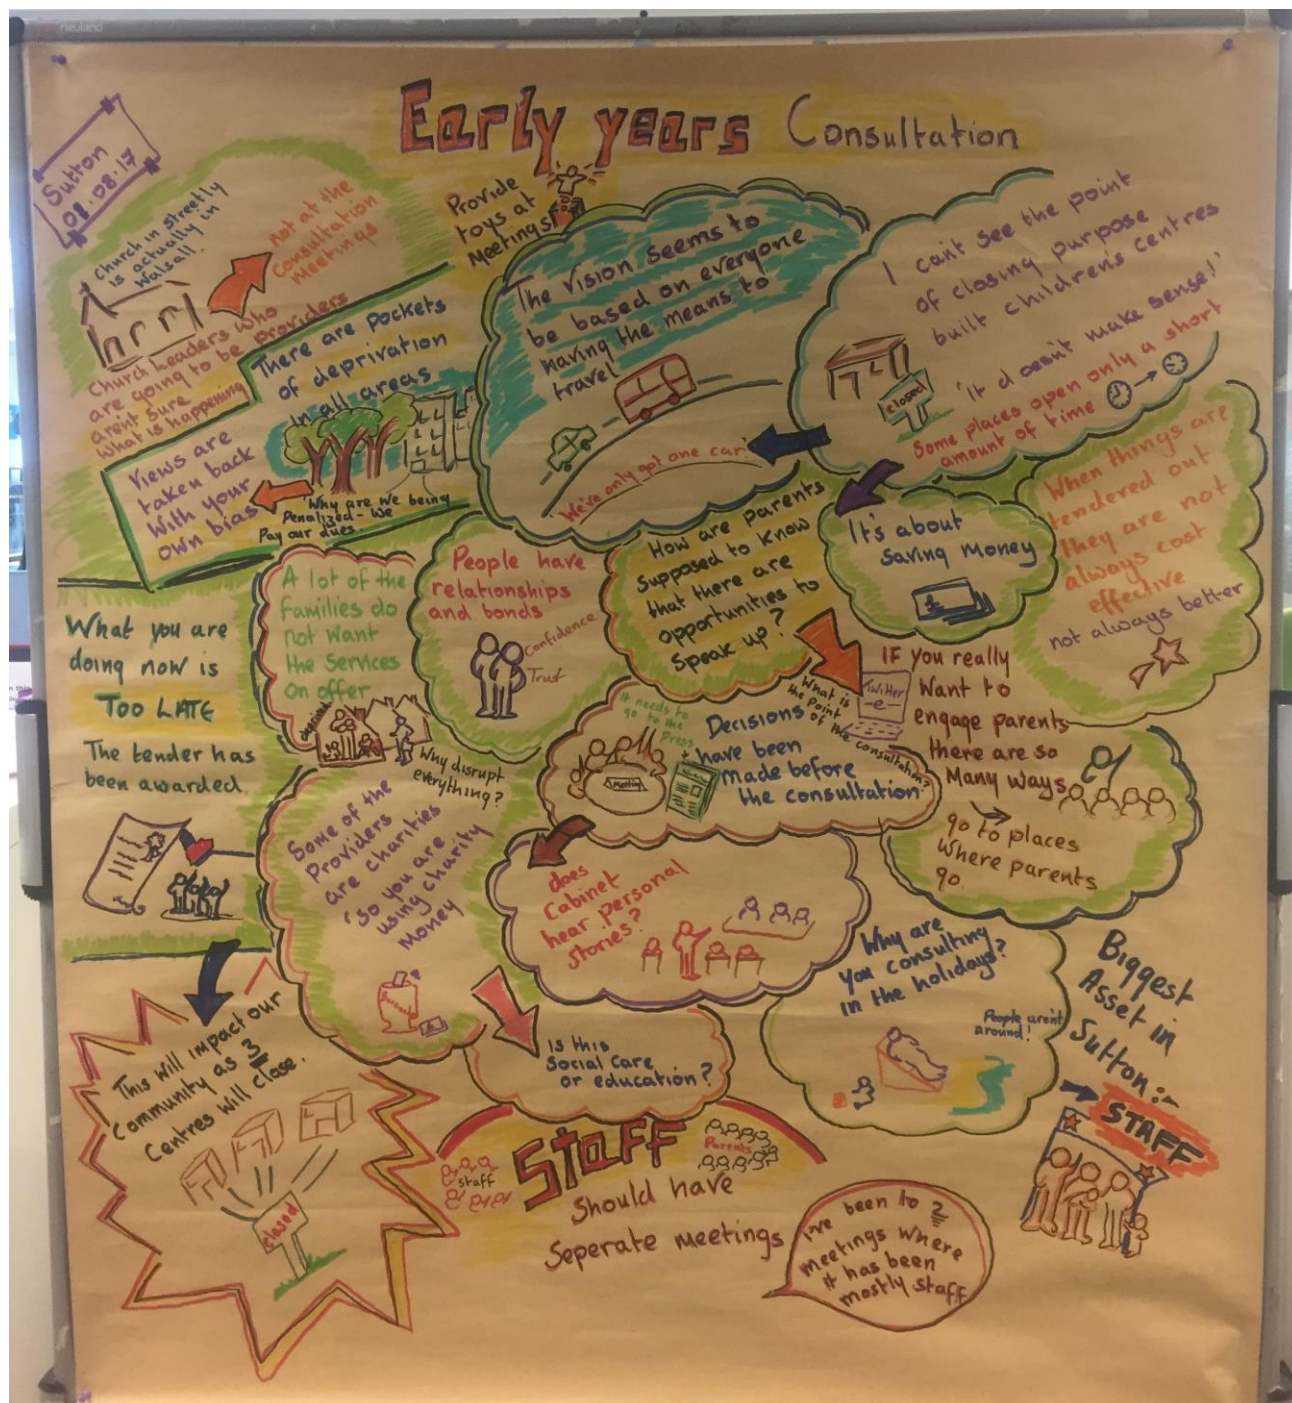 neuland
Early years Consultation
Sutton
01.08.17
Church in streetly
is actually in
Walsall.
not at the
Consultation
Meetings
Church leaders who
are going to be providers
aren't sure
what is happening
Provide
toys at
Meetings
There are pockets
of deprivation
in all areas
Views are
taken back
With your
own bias
Why are we being
Penalized - we
Pay our dues
The Vision seems to
be based on everyone
having the means to
travel
We've only got one car!
I can't see the point
of closing purpose
built children's centres
'it doesn't make sense!'
closed
Some places open only a short
amount of time
It's about
saving money
£
When things are
tendered out
they are not
always cost
effective
not always better
How are parents
supposed to know
that there are
opportunities to
Speak up?
A lot of the
families do
not want
the services
on offer
People have
relationships
and bonds
Confidence
Trust
Why disrupt
everything?
What you are
doing now is
TOO LATE
The tender has
been awarded.
IF you really
Want to
engage parents
there are so
Many ways
go to places
Where parents
go.
Twitter
What is
the point
of the consultation?
It needs to
go to the
Press
Meeting
Decisions
have been
made before
the consultation.
Some of the
Providers
are charities
'so you are
using charity
Money
does
Cabinet
hear personal
stories?
Why are
you consulting
in the holidays?
People aren't
around!
Is this
Social Care
or education?
This will impact our
Community as 3
Centres will close.
closed
Biggest
Asset in
Sutton:-
STAFF
Staff
Parents
STAFF
Should have
Seperate meetings
I've been to 2
meetings where
it has been
mostly staff